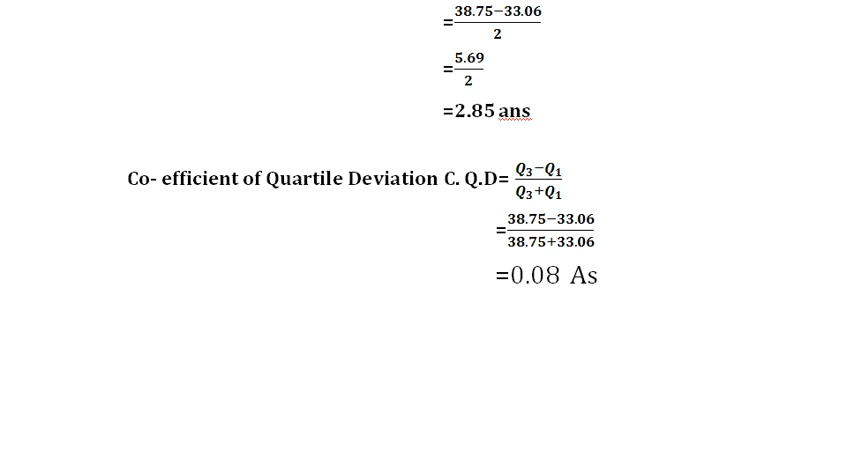 =38.75−33.06/2
=5.69/2
=2.85 ans
Co- efficient of Quartile Deviation C. Q.D= Q₃−Q₁/Q₃+Q₁
=38.75−33.06/38.75+33.06
=0.08 As